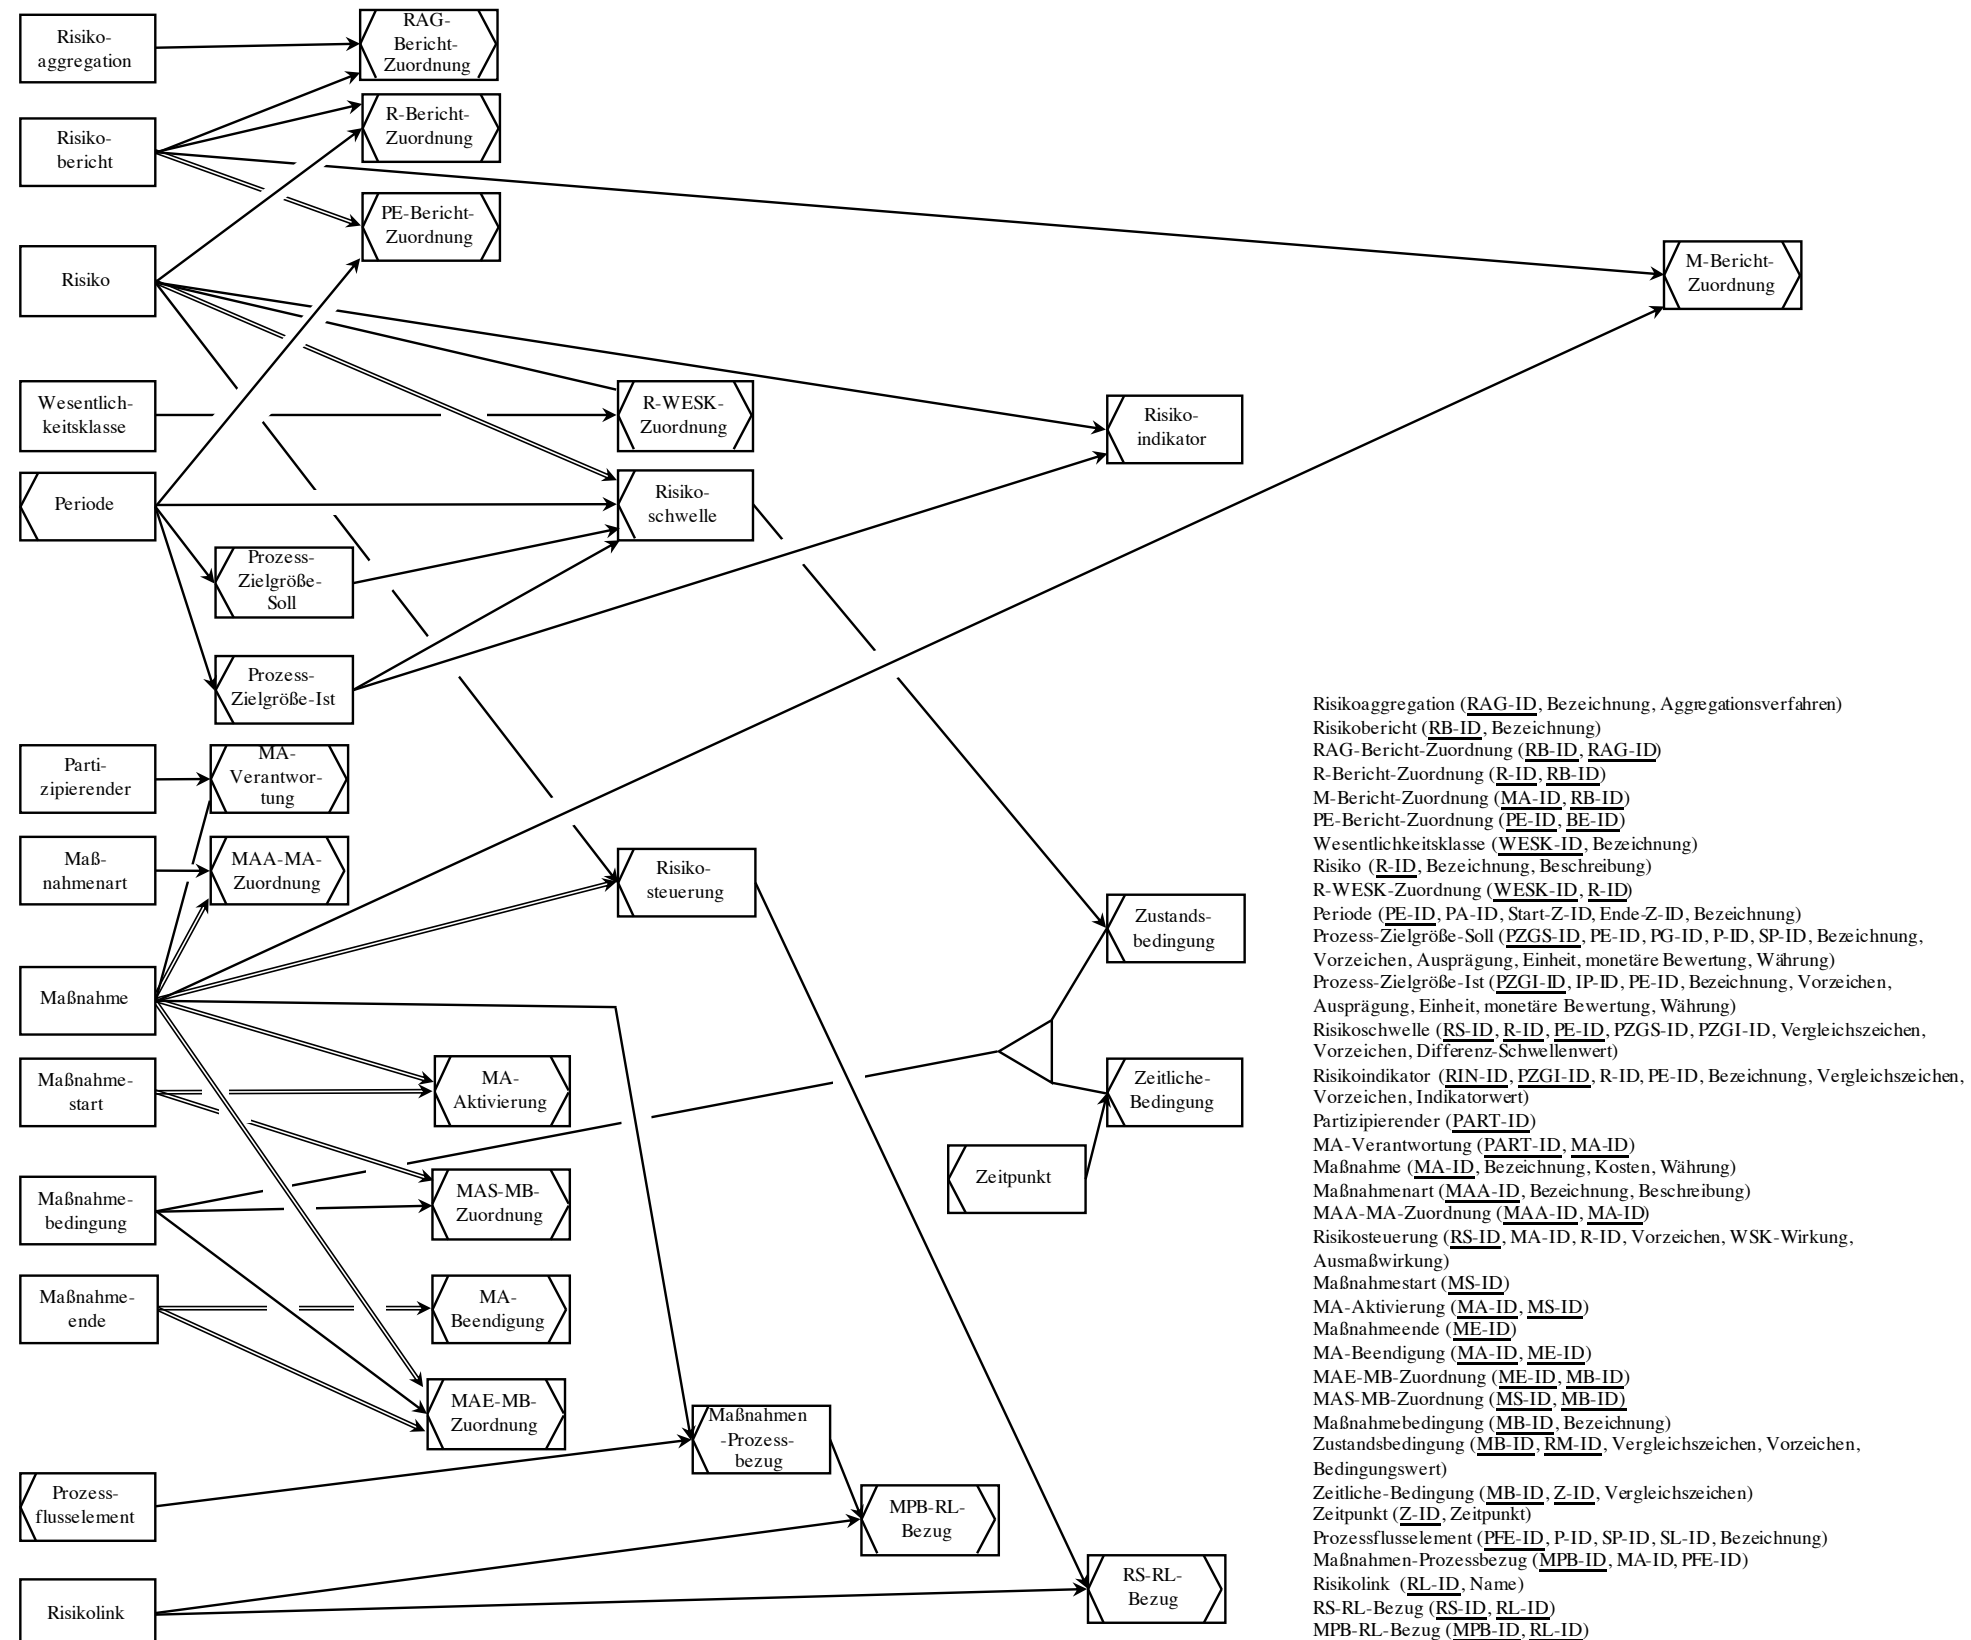 Risiko-
aggregation
RAG-
Bericht-
Zuordnung
Risiko-
bericht
R-Bericht-
Zuordnung
PE-Bericht-
Zuordnung
Risiko
M-Bericht-
Zuordnung
Wesentlich-
keitsklasse
R-WESK-
Zuordnung
Risiko-
indikator
Periode
Risiko-
schwelle
Prozess-
Zielgröße-
Soll
Prozess-
Zielgröße-Ist
Parti-
zipierender
MA-
Verantwor-
tung
Maß-
nahmenart
MAA-MA-
Zuordnung
Risiko-
steuerung
Zustands-
bedingung
Maßnahme
Maßnahme-
start
MA-
Aktivierung
Zeitliche-
Bedingung
Zeitpunkt
Maßnahme-
bedingung
MAS-MB-
Zuordnung
Maßnahme-
ende
MA-
Beendigung
MAE-MB-
Zuordnung
Maßnahmen
-Prozess-
bezug
Prozess-
flusselement
MPB-RL-
Bezug
RS-RL-
Bezug
Risikolink
Risikoaggregation (RAG-ID, Bezeichnung, Aggregationsverfahren)
Risikobericht (RB-ID, Bezeichnung)
RAG-Bericht-Zuordnung (RB-ID, RAG-ID)
R-Bericht-Zuordnung (R-ID, RB-ID)
M-Bericht-Zuordnung (MA-ID, RB-ID)
PE-Bericht-Zuordnung (PE-ID, BE-ID)
Wesentlichkeitsklasse (WESK-ID, Bezeichnung)
Risiko (R-ID, Bezeichnung, Beschreibung)
R-WESK-Zuordnung (WESK-ID, R-ID)
Periode (PE-ID, PA-ID, Start-Z-ID, Ende-Z-ID, Bezeichnung)
Prozess-Zielgröße-Soll (PZGS-ID, PE-ID, PG-ID, P-ID, SP-ID, Bezeichnung,
Vorzeichen, Ausprägung, Einheit, monetäre Bewertung, Währung)
Prozess-Zielgröße-Ist (PZGI-ID, IP-ID, PE-ID, Bezeichnung, Vorzeichen,
Ausprägung, Einheit, monetäre Bewertung, Währung)
Risikoschwelle (RS-ID, R-ID, PE-ID, PZGS-ID, PZGI-ID, Vergleichszeichen,
Vorzeichen, Differenz-Schwellenwert)
Risikoindikator (RIN-ID, PZGI-ID, R-ID, PE-ID, Bezeichnung, Vergleichszeichen,
Vorzeichen, Indikatorwert)
Partizipierender (PART-ID)
MA-Verantwortung (PART-ID, MA-ID)
Maßnahme (MA-ID, Bezeichnung, Kosten, Währung)
Maßnahmenart (MAA-ID, Bezeichnung, Beschreibung)
MAA-MA-Zuordnung (MAA-ID, MA-ID)
Risikosteuerung (RS-ID, MA-ID, R-ID, Vorzeichen, WSK-Wirkung,
Ausmaßwirkung)
Maßnahmestart (MS-ID)
MA-Aktivierung (MA-ID, MS-ID)
Maßnahmeende (ME-ID)
MA-Beendigung (MA-ID, ME-ID)
MAE-MB-Zuordnung (ME-ID, MB-ID)
MAS-MB-Zuordnung (MS-ID, MB-ID)
Maßnahmebedingung (MB-ID, Bezeichnung)
Zustandsbedingung (MB-ID, RM-ID, Vergleichszeichen, Vorzeichen,
Bedingungswert)
Zeitliche-Bedingung (MB-ID, Z-ID, Vergleichszeichen)
Zeitpunkt (Z-ID, Zeitpunkt)
Prozessflusselement (PFE-ID, P-ID, SP-ID, SL-ID, Bezeichnung)
Maßnahmen-Prozessbezug (MPB-ID, MA-ID, PFE-ID)
Risikolink (RL-ID, Name)
RS-RL-Bezug (RS-ID, RL-ID)
MPB-RL-Bezug (MPB-ID, RL-ID)